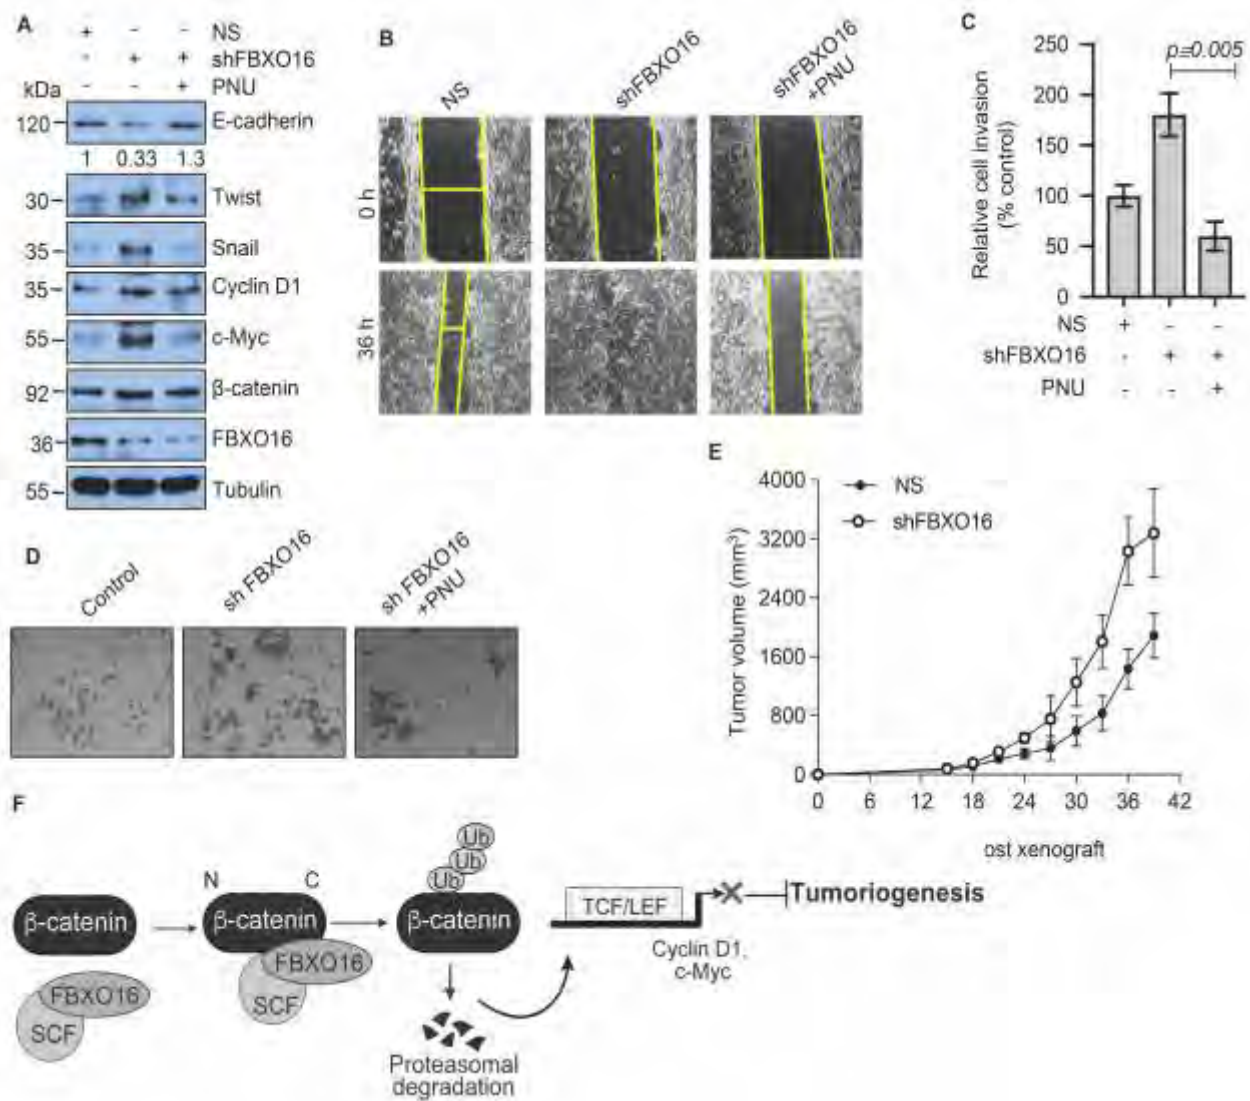 A
+ - - NS
- + + shFBXO16
- - + PNU
kDa
120 E-cadherin
1 0.33 1.3
30 Twist
35 Snail
35 Cyclin D1
55 c-Myc
92 β-catenin
36 FBXO16
55 Tubulin
B
NS
shFBXO16
shFBXO16
+PNU
0 h
36 h
C
Relative cell invasion
(% control)
250
200
150
100
50
0
p=0.005
NS + - -
shFBXO16 - + +
PNU - - +
D
Control
sh FBXO16
sh FBXO16
+PNU
E
Tumor volume (mm³)
4000
3200
2400
1600
800
0
NS
shFBXO16
0 6 12 18 24 30 36 42
ost xenograft
F
β-catenin
FBXO16
SCF
N C
β-catenin
FBXO16
SCF
Ub
Ub
Ub
β-catenin
Proteasomal
degradation
TCF/LEF
Cyclin D1,
c-Myc
Tumoriogenesis